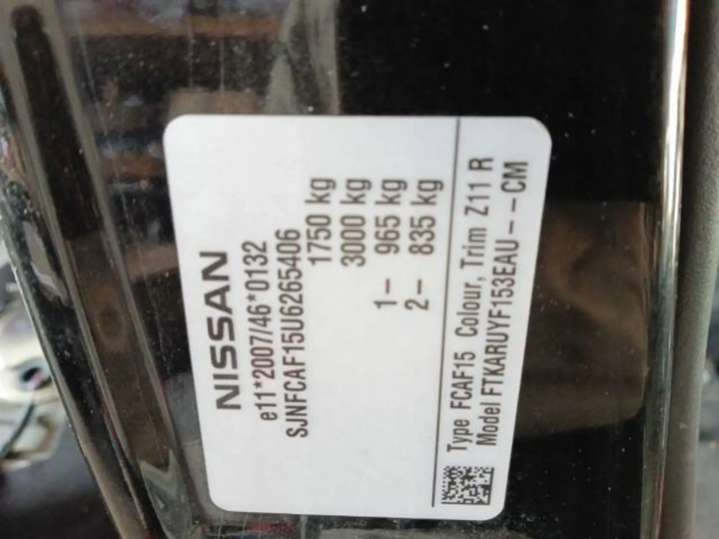 NISSAN
e11*2007/46*0132
SJNFCAF15U6265406
1750 kg
3000 kg
1– 965 kg
2– 835 kg
Type FCAF15 Colour, Trim Z11 R
Model FTKARUYF153EAU--CM